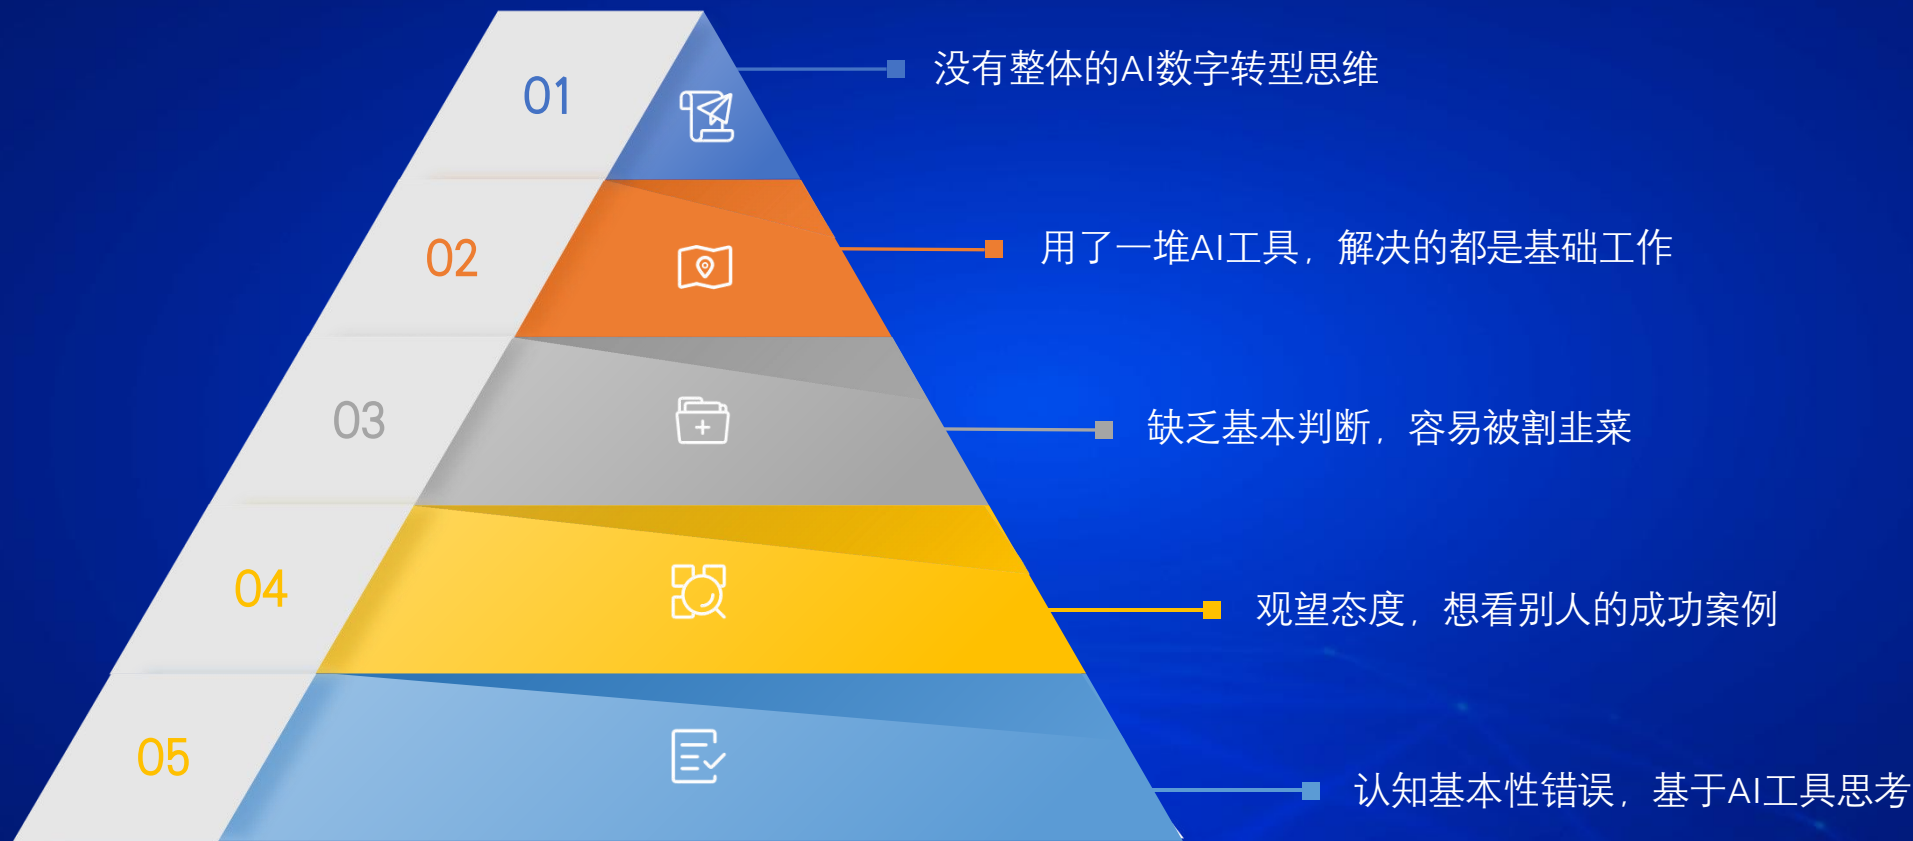 01
没有整体的AI数字转型思维
02
用了一堆AI工具，解决的都是基础工作
03
缺乏基本判断，容易被割韭菜
04
观望态度，想看别人的成功案例
05
认知基本性错误，基于AI工具思考